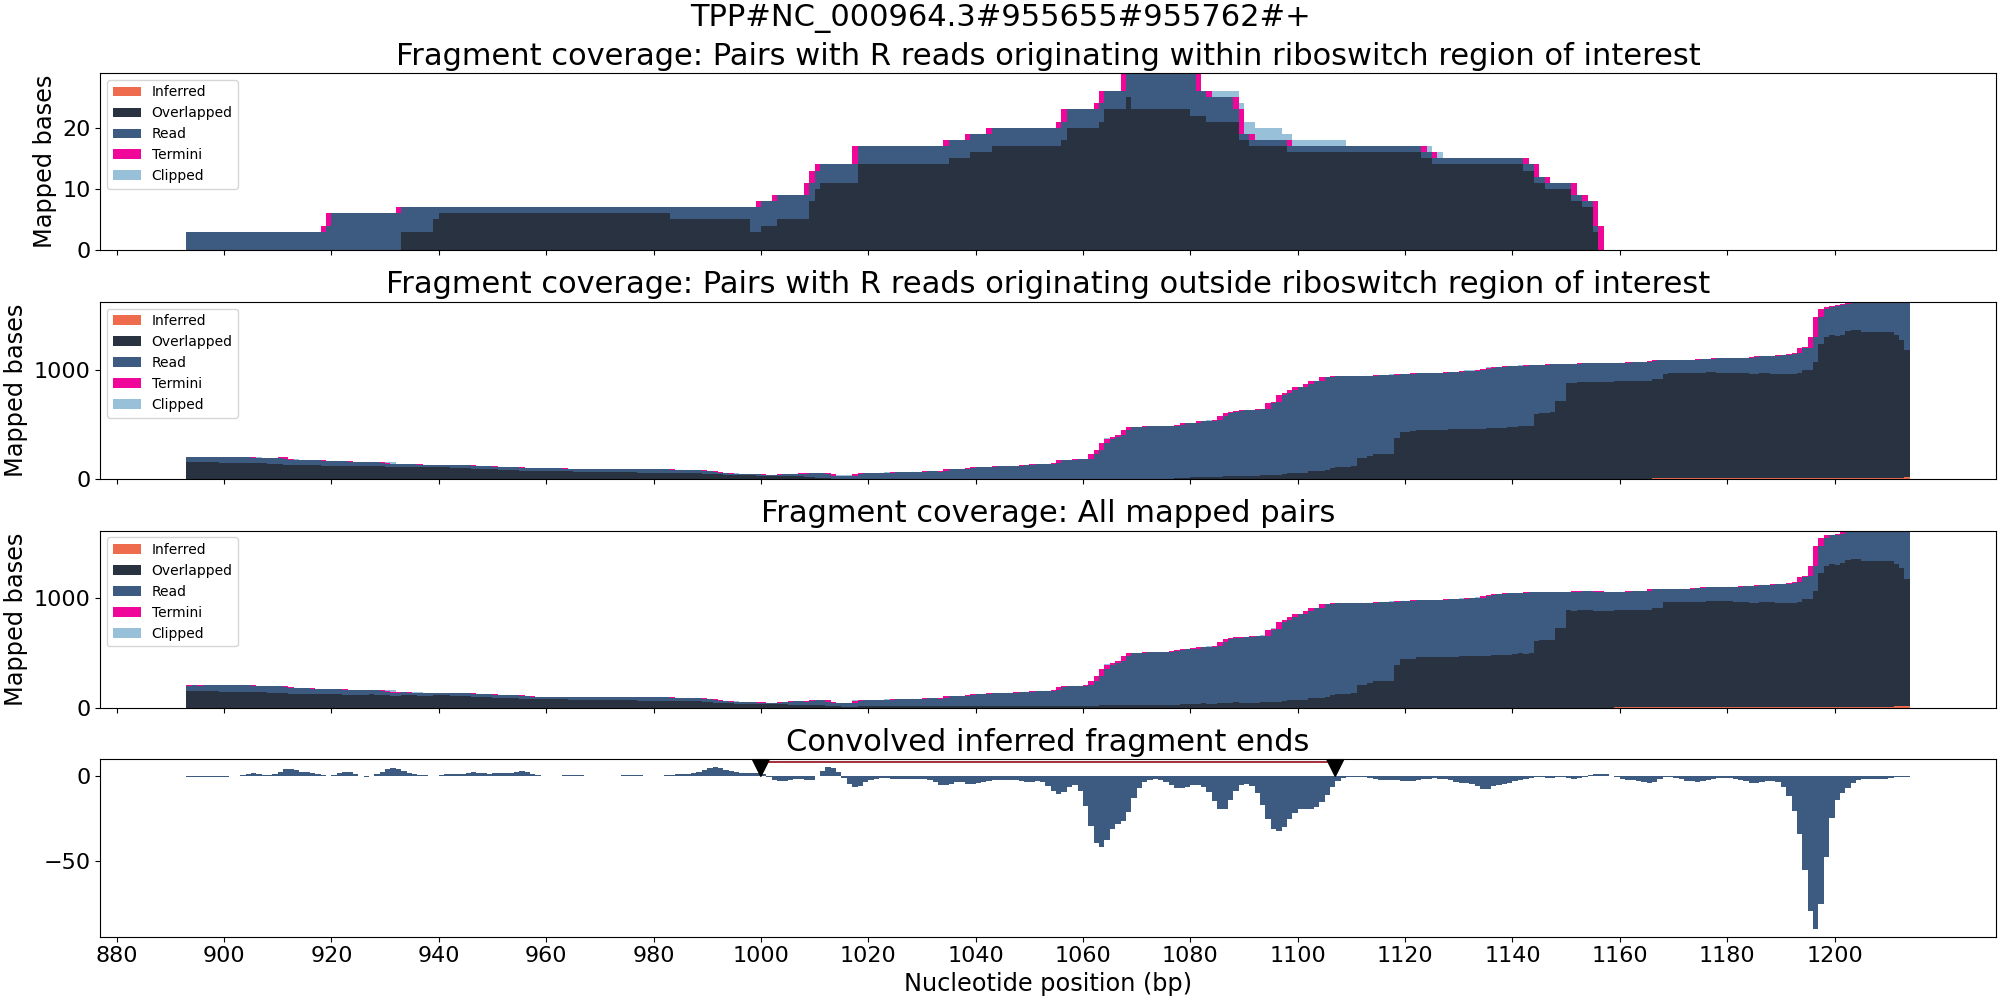 TPP#NC_000964.3#955655#955762#+
Fragment coverage: Pairs with R reads originating within riboswitch region of interest
Mapped bases
20
10
0
Inferred
Overlapped
Read
Termini
Clipped
Fragment coverage: Pairs with R reads originating outside riboswitch region of interest
Mapped bases
1000
0
Inferred
Overlapped
Read
Termini
Clipped
Fragment coverage: All mapped pairs
Mapped bases
1000
0
Inferred
Overlapped
Read
Termini
Clipped
Convolved inferred fragment ends
0
−50
880 900 920 940 960 980 1000 1020 1040 1060 1080 1100 1120 1140 1160 1180 1200
Nucleotide position (bp)